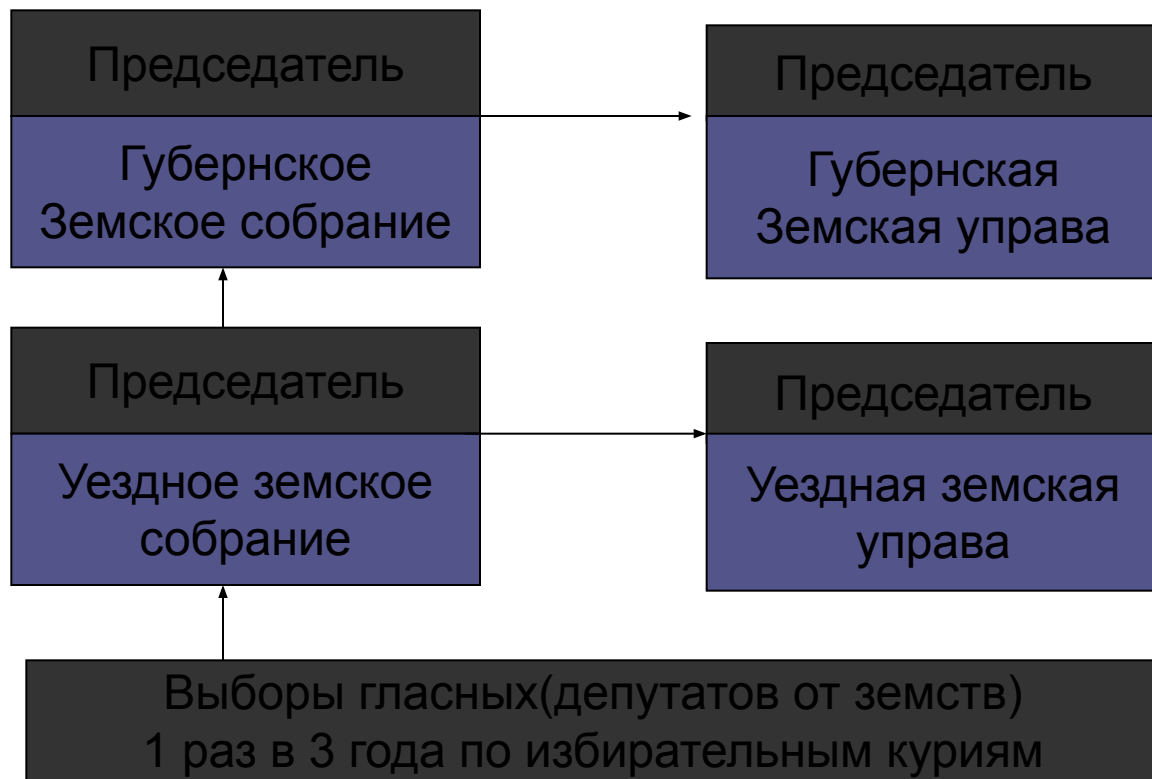 Председатель
Губернское
Земское собрание
Председатель
Губернская
Земская управа
Председатель
Уездное земское
собрание
Председатель
Уездная земская
управа
Выборы гласных(депутатов от земств)
1 раз в 3 года по избирательным куриям